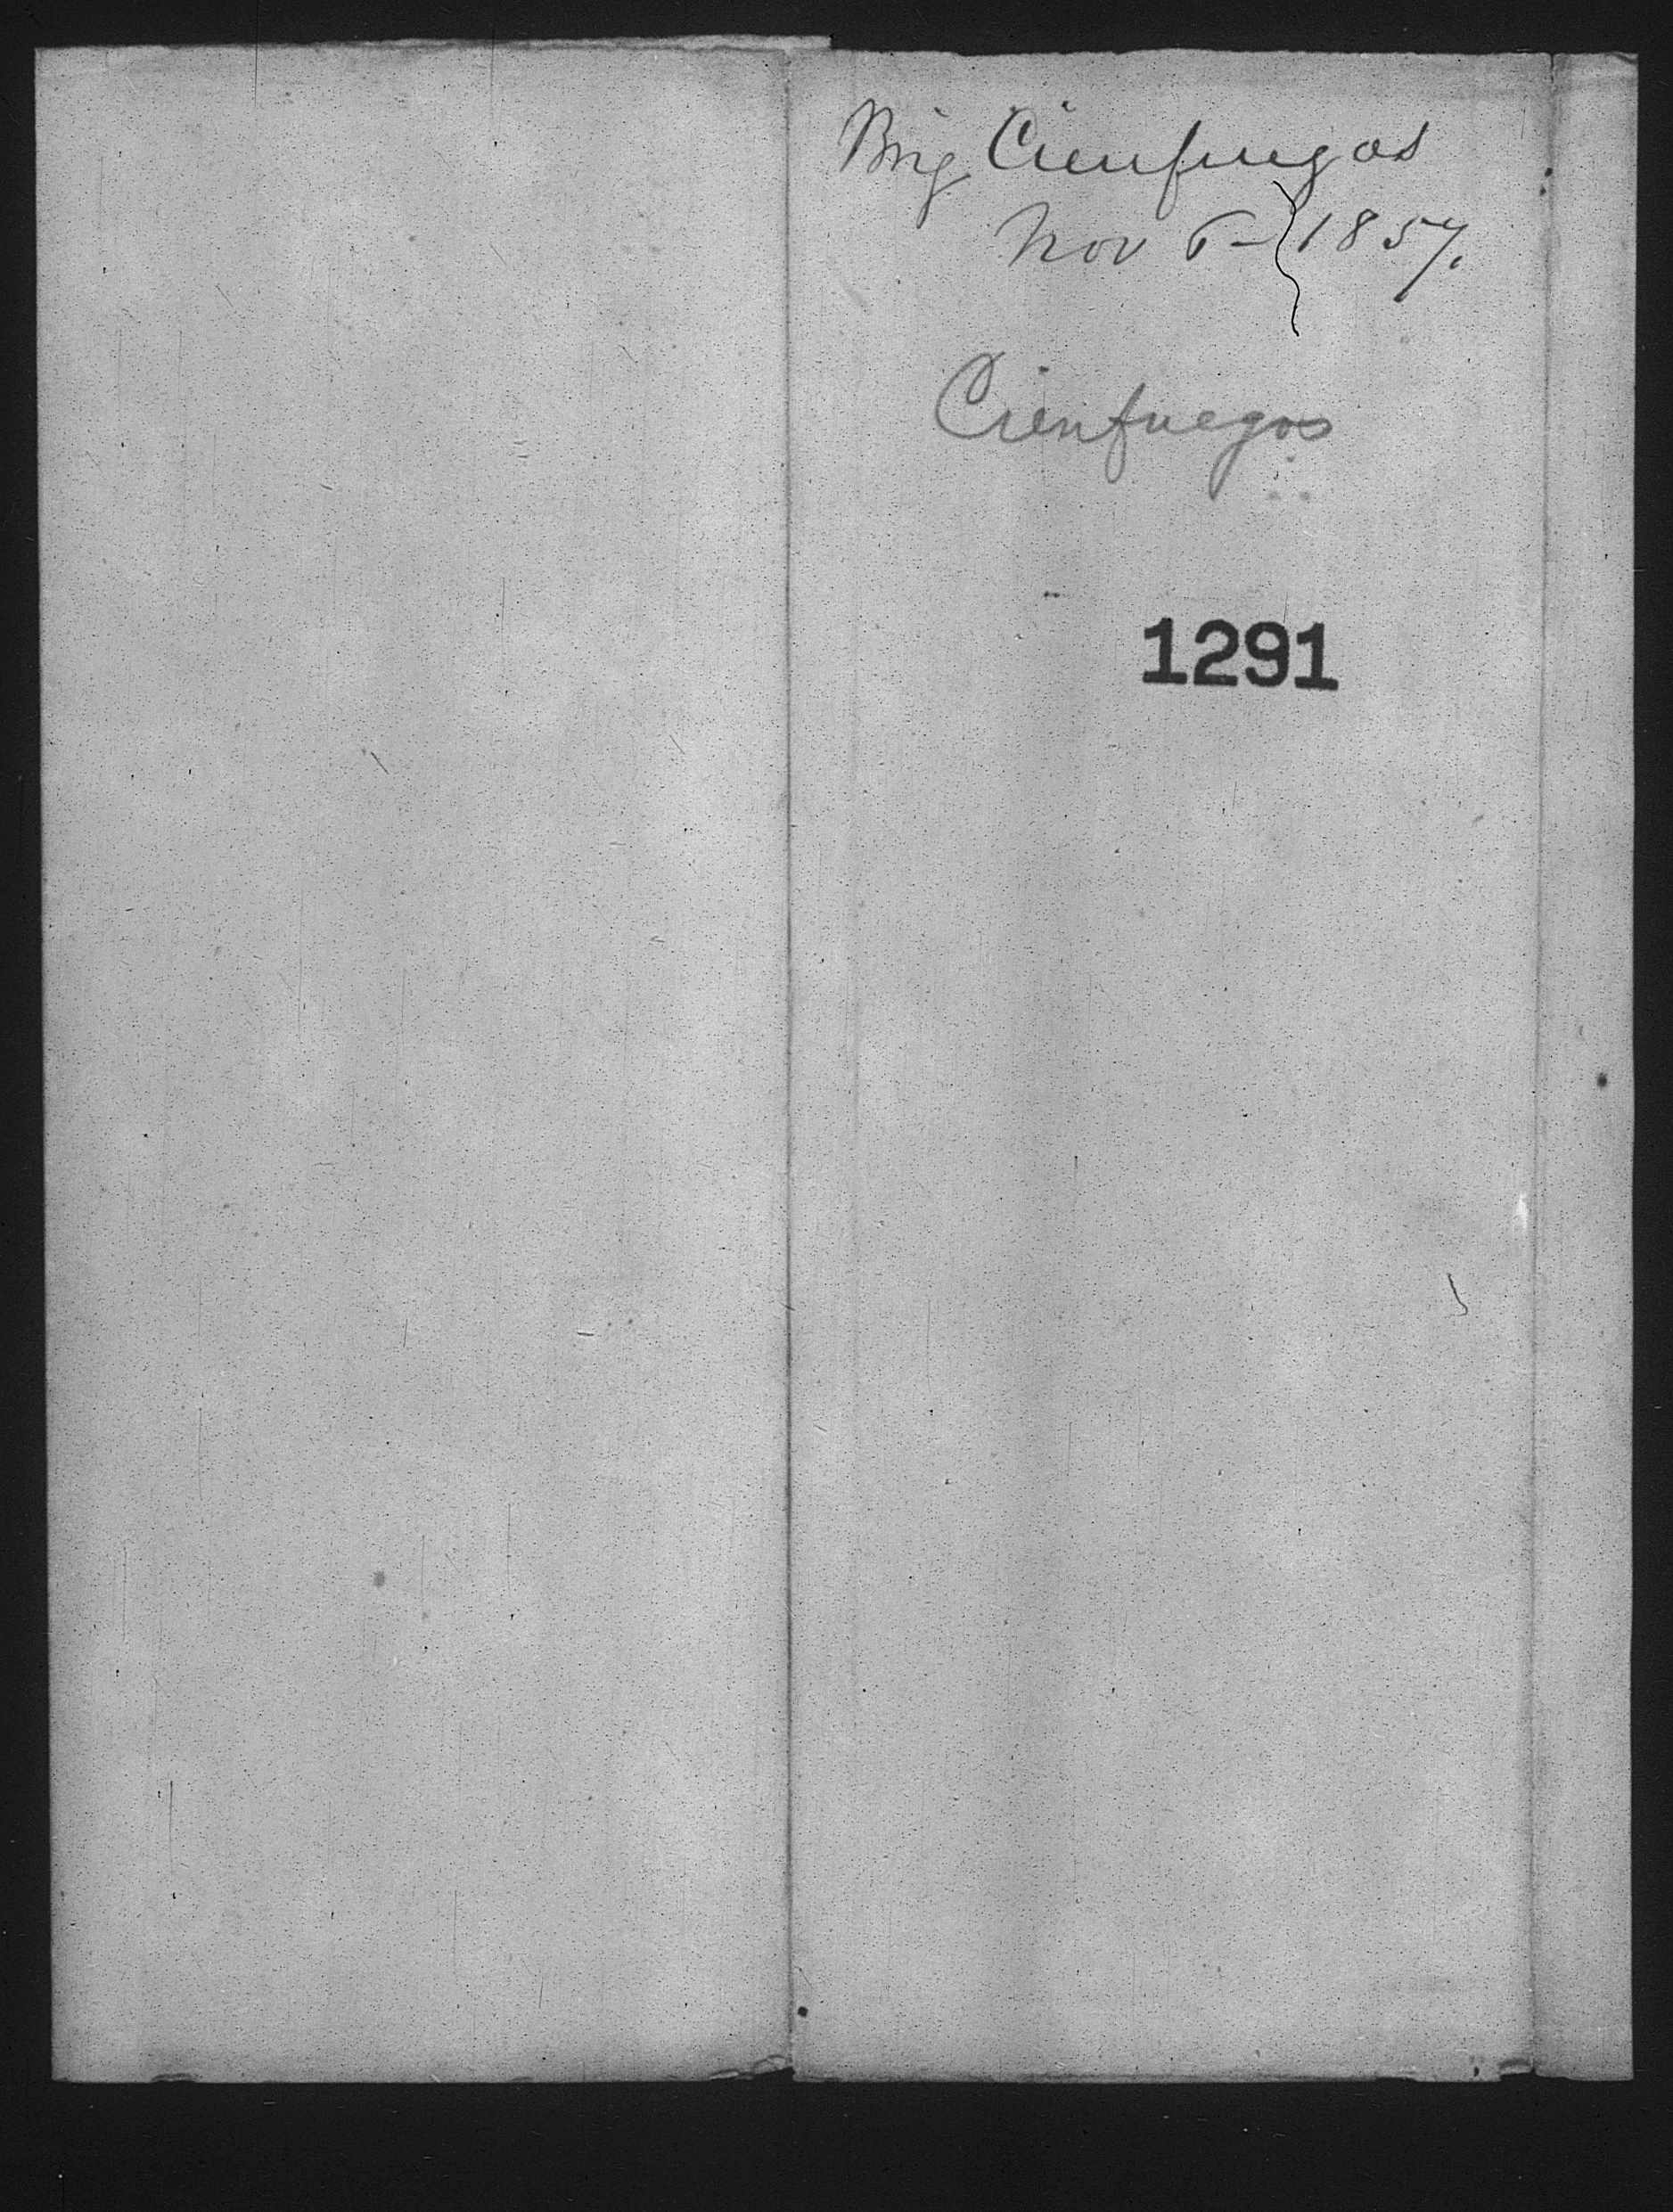 Brig Cienfuegos
Nov 6 - 1857.
Cienfuegos
1291